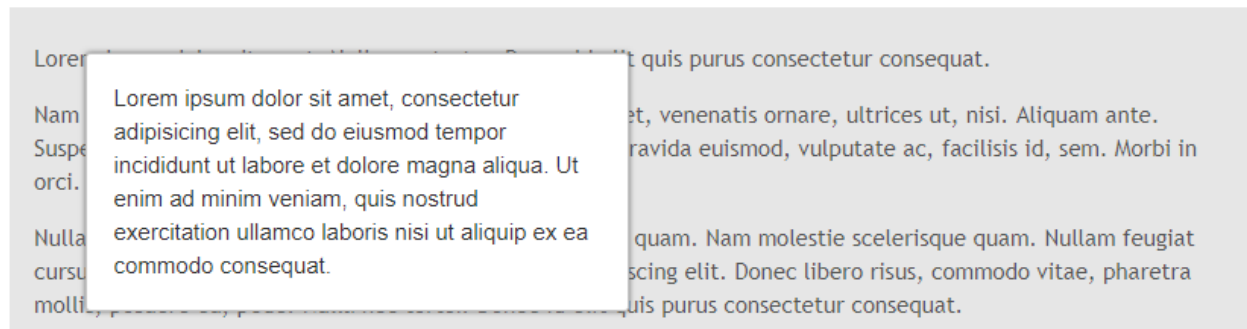 quis purus consectetur consequat.
Lorem ipsum dolor sit amet, consectetur
adipisicing elit, sed do eiusmod tempor
incididunt ut labore et dolore magna aliqua. Ut
enim ad minim veniam, quis nostrud
exercitation ullamco laboris nisi ut aliquip ex ea
commodo consequat.
Nam
venenatis ornare, ultrices ut, nisi. Aliquam ante.
euismod, vulputate ac, facilisis id, sem. Morbi in
orci.
Nulla quam. Nam molestie scelerisque quam. Nullam feugiat
elit. Donec libero risus, commodo vitae, pharetra
quis purus consectetur consequat.